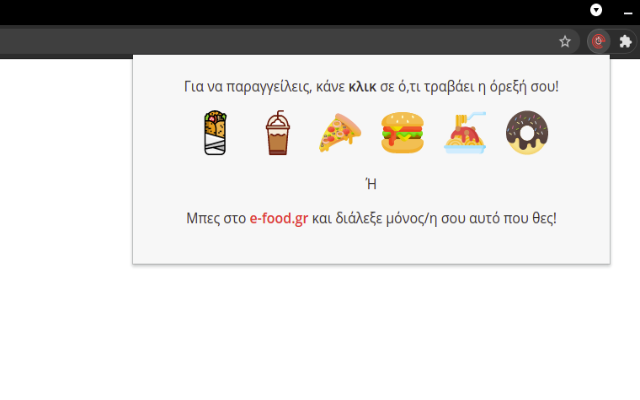 Για να παραγγείλεις, κάνε κλικ σε ό,τι τραβάει η όρεξή σου!
Ή
Μπες στο e-food.gr και διάλεξε μόνος/η σου αυτό που θες!